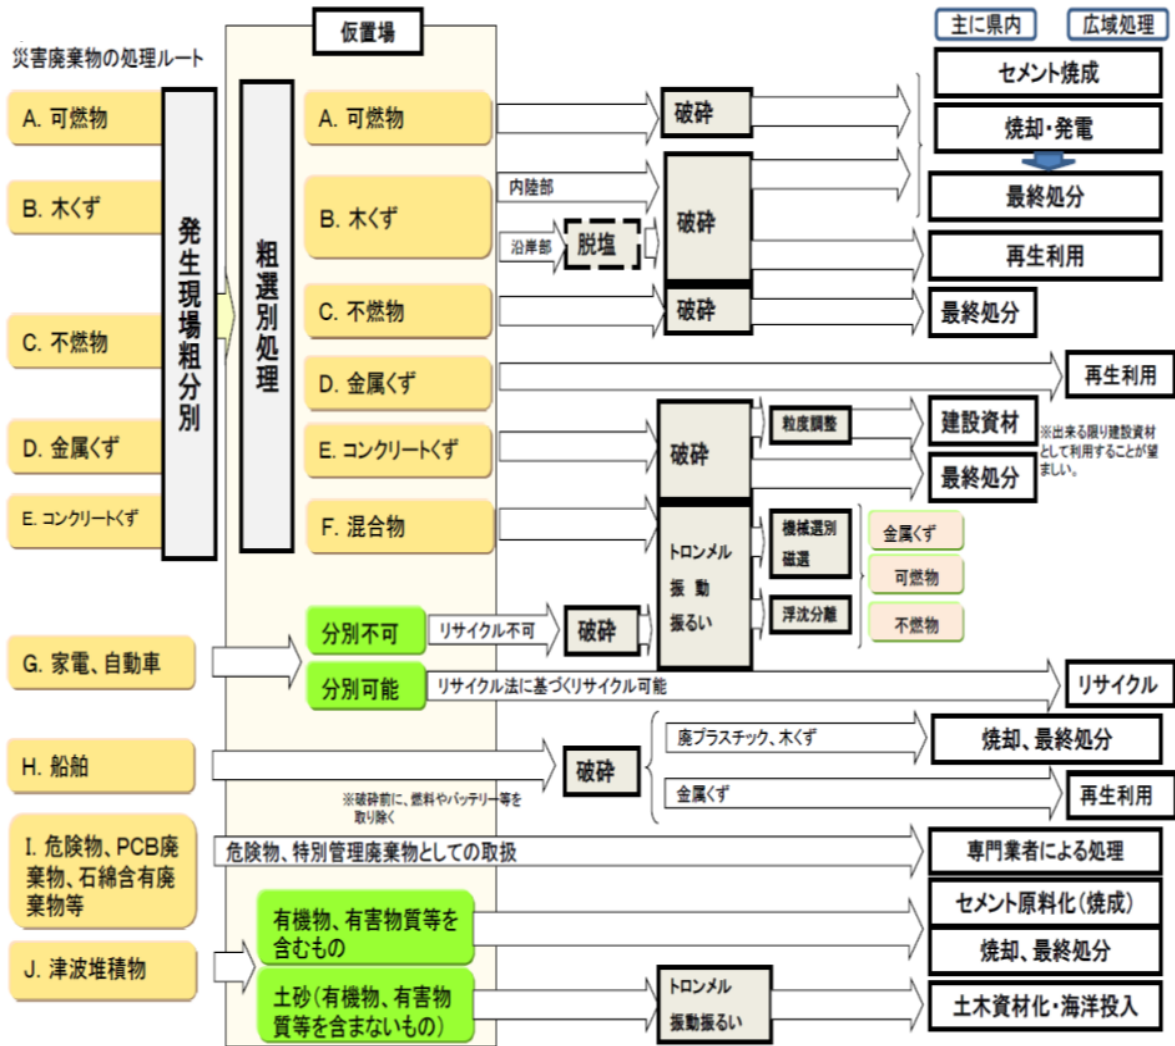 災害廃棄物の処理ルート
仮置場
主に県内
広域処理
A. 可燃物
B. 木くず
C. 不燃物
D. 金属くず
E. コンクリートくず
発生現場粗分別
粗選別処理
A. 可燃物
破砕
セメント焼成
焼却・発電
最終処分
B. 木くず
内陸部
沿岸部
脱塩
破砕
再生利用
C. 不燃物
破砕
最終処分
D. 金属くず
再生利用
E. コンクリートくず
破砕
粒度調整
建設資材
※出来る限り建設資材
として利用することが望
ましい。
最終処分
F. 混合物
トロンメル
振 動
振るい
機械選別
磁選
浮沈分離
金属くず
可燃物
不燃物
G. 家電、自動車
分別不可
リサイクル不可
破砕
分別可能
リサイクル法に基づくリサイクル可能
リサイクル
H. 船舶
破砕
※破砕前に、燃料やバッテリー等を
取り除く
廃プラスチック、木くず
焼却、最終処分
金属くず
再生利用
I. 危険物、PCB廃
棄物、石綿含有廃
棄物等
危険物、特別管理廃棄物としての取扱
専門業者による処理
J. 津波堆積物
有機物、有害物質等を
含むもの
セメント原料化(焼成)
焼却、最終処分
土砂(有機物、有害物
質等を含まないもの)
トロンメル
振動振るい
土木資材化・海洋投入